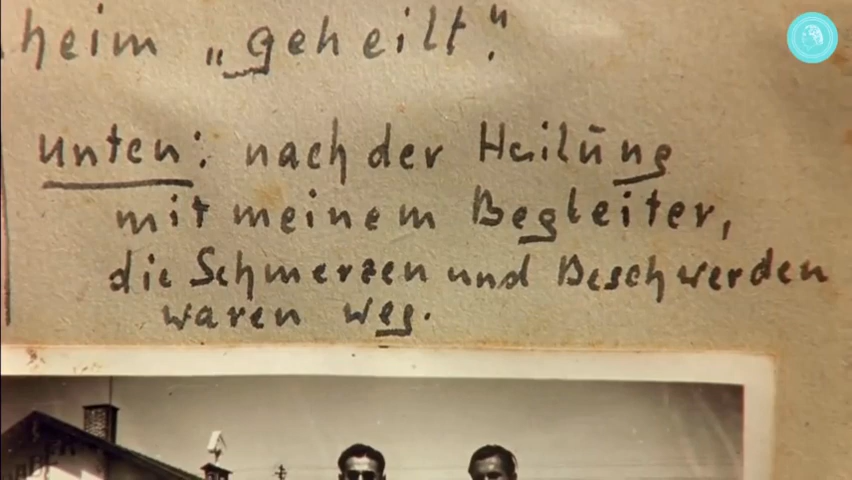 heim „geheilt".
unten: nach der Heilung
mit meinem Begleiter,
die Schmerzen und Beschwerden
waren weg.